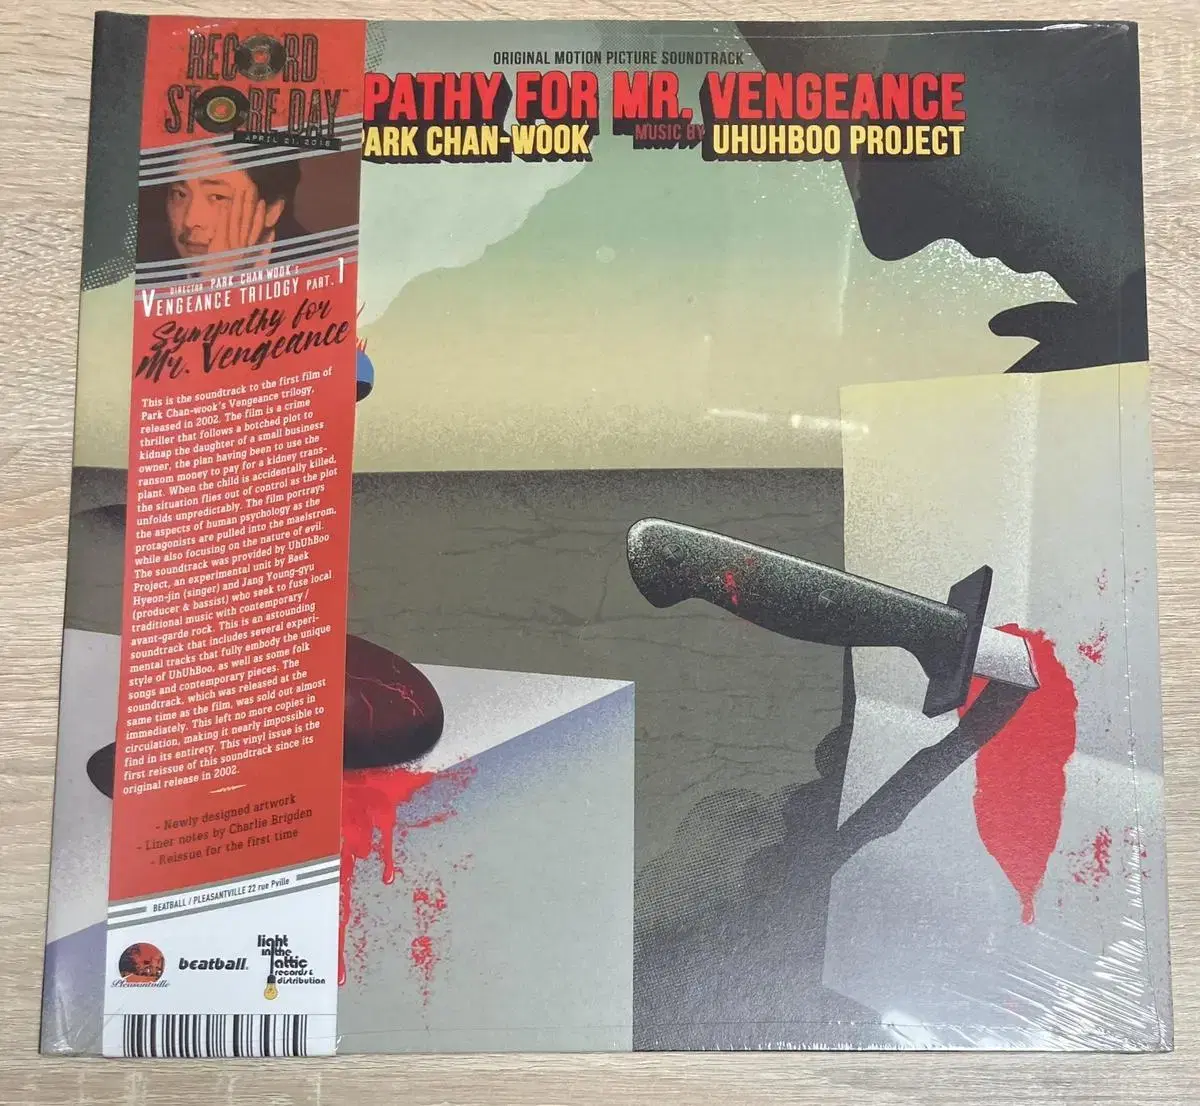 RECORD
STORE DAY
APRIL 21, 2018
DIRECTOR PARK CHAN WOOK's
VENGEANCE TRILOGY PART. 1
Sympathy for
Mr. Vengeance
This is the soundtrack to the first film of
Park Chan-wook's Vengeance trilogy,
released in 2002. The film is a crime
thriller that follows a botched plot to
kidnap the daughter of a small business
owner, the plan having been to use the
ransom money to pay for a kidney trans-
plant. When the child is accidentally killed,
the situation flies out of control as the plot
unfolds unpredictably. The film portrays
the aspects of human psychology as the
protagonists are pulled into the maelstrom,
while also focusing on the nature of evil.
The soundtrack was provided by UhUhBoo
Project, an experimental unit by Baek
Hyeon-jin (singer) and Jang Young-gyu
(producer & bassist) who seek to fuse local
traditional music with contemporary /
avant-garde rock. This is an astounding
soundtrack that includes several experi-
mental tracks that fully embody the unique
style of UhUhBoo, as well as some folk
songs and contemporary pieces. The
soundtrack, which was released at the
same time as the film, was sold out almost
immediately. This left no more copies in
circulation, making it nearly impossible to
find in its entirety. This vinyl issue is the
first reissue of this soundtrack since its
original release in 2002.
- Newly designed artwork
- Liner notes by Charlie Brigden
- Reissue for the first time
BEATBALL / PLEASANTVILLE 22 rue Pville
Pleasantville
beatball.
light
in the
attic
records &
distribution
ORIGINAL MOTION PICTURE SOUNDTRACK
PATHY FOR MR. VENGEANCE
PARK CHAN-WOOK MUSIC BY UHUHBOO PROJECT